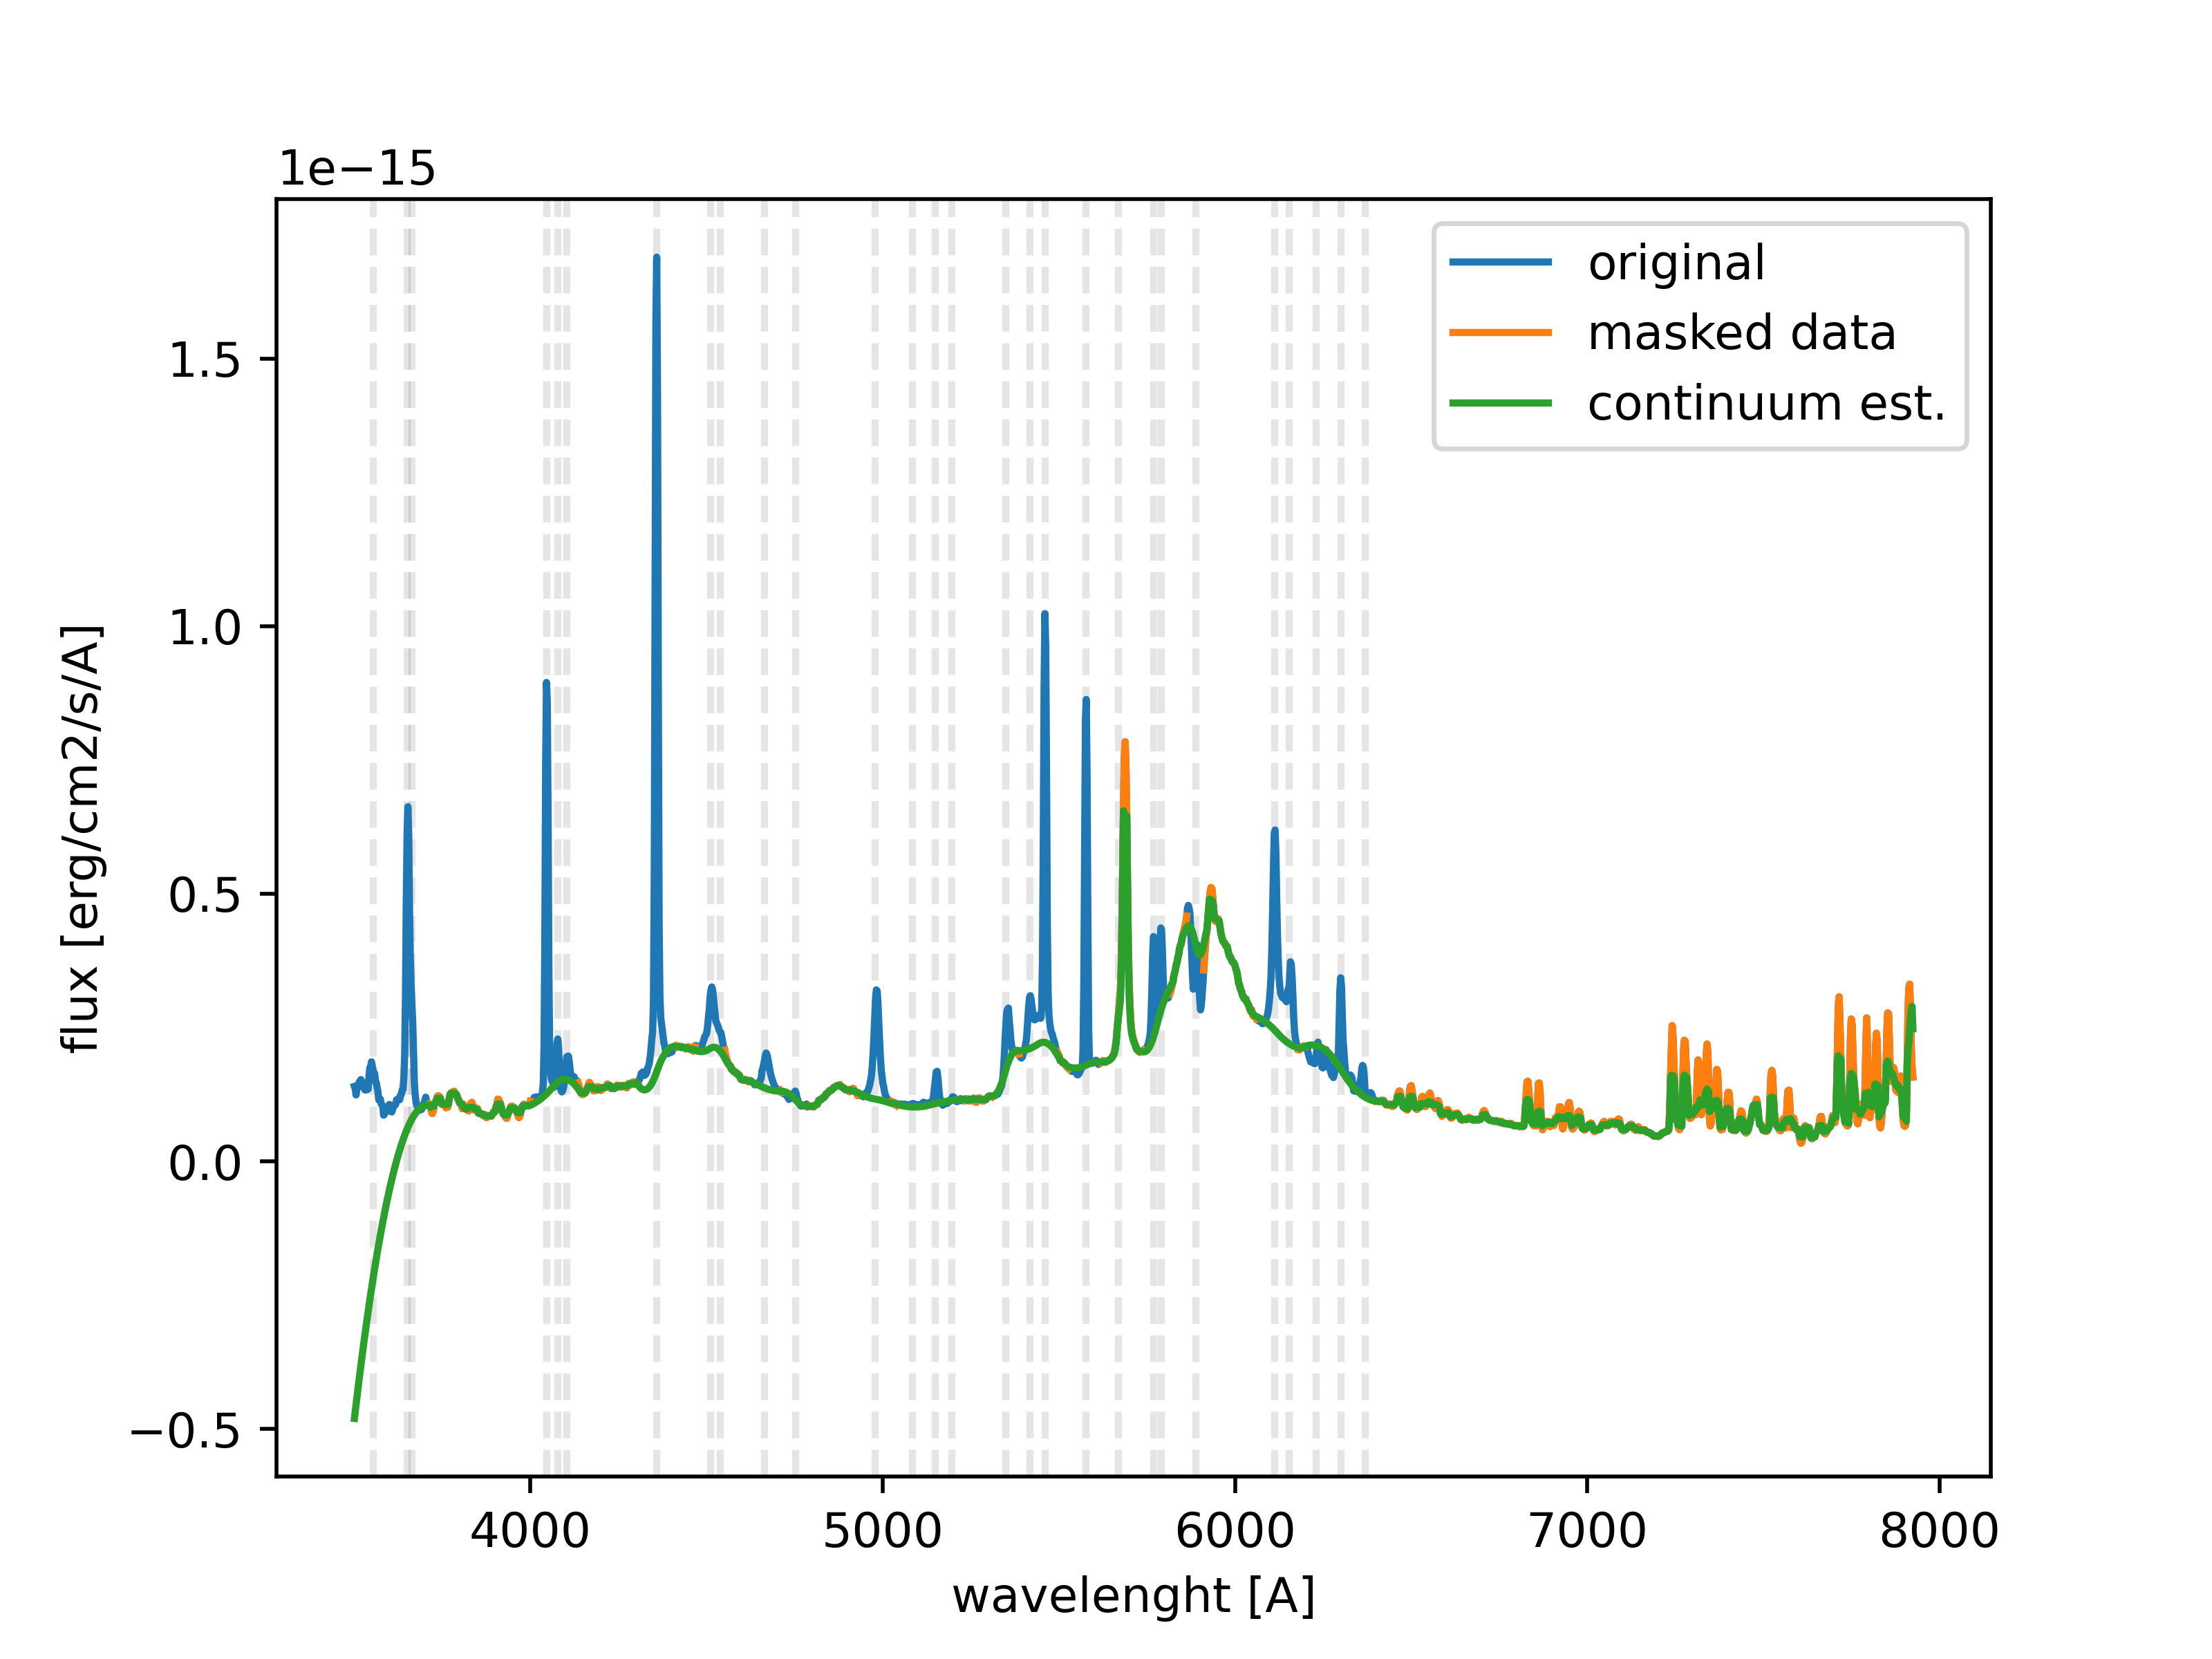 1e−15
original
masked data
continuum est.
1.5
1.0
0.5
0.0
−0.5
flux [erg/cm2/s/A]
4000 5000 6000 7000 8000
wavelenght [A]